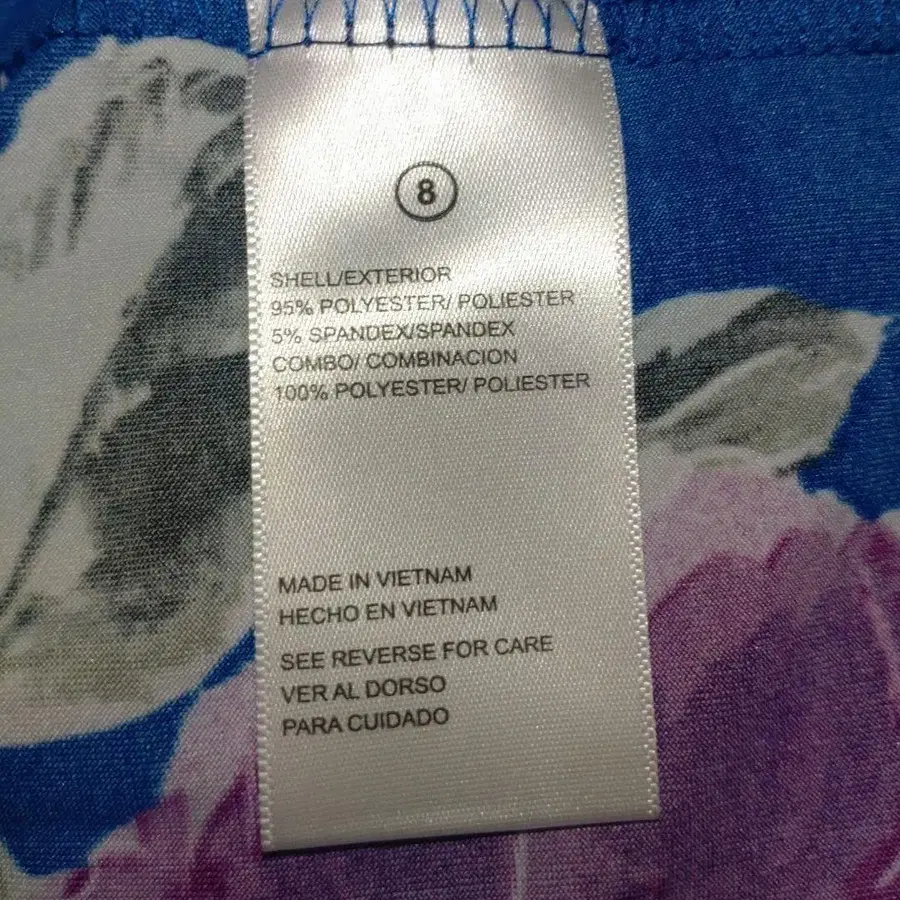 8
SHELL/EXTERIOR
95% POLYESTER/ POLIESTER
5% SPANDEX/SPANDEX
COMBO/ COMBINACION
100% POLYESTER/ POLIESTER
MADE IN VIETNAM
HECHO EN VIETNAM
SEE REVERSE FOR CARE
VER AL DORSO
PARA CUIDADO